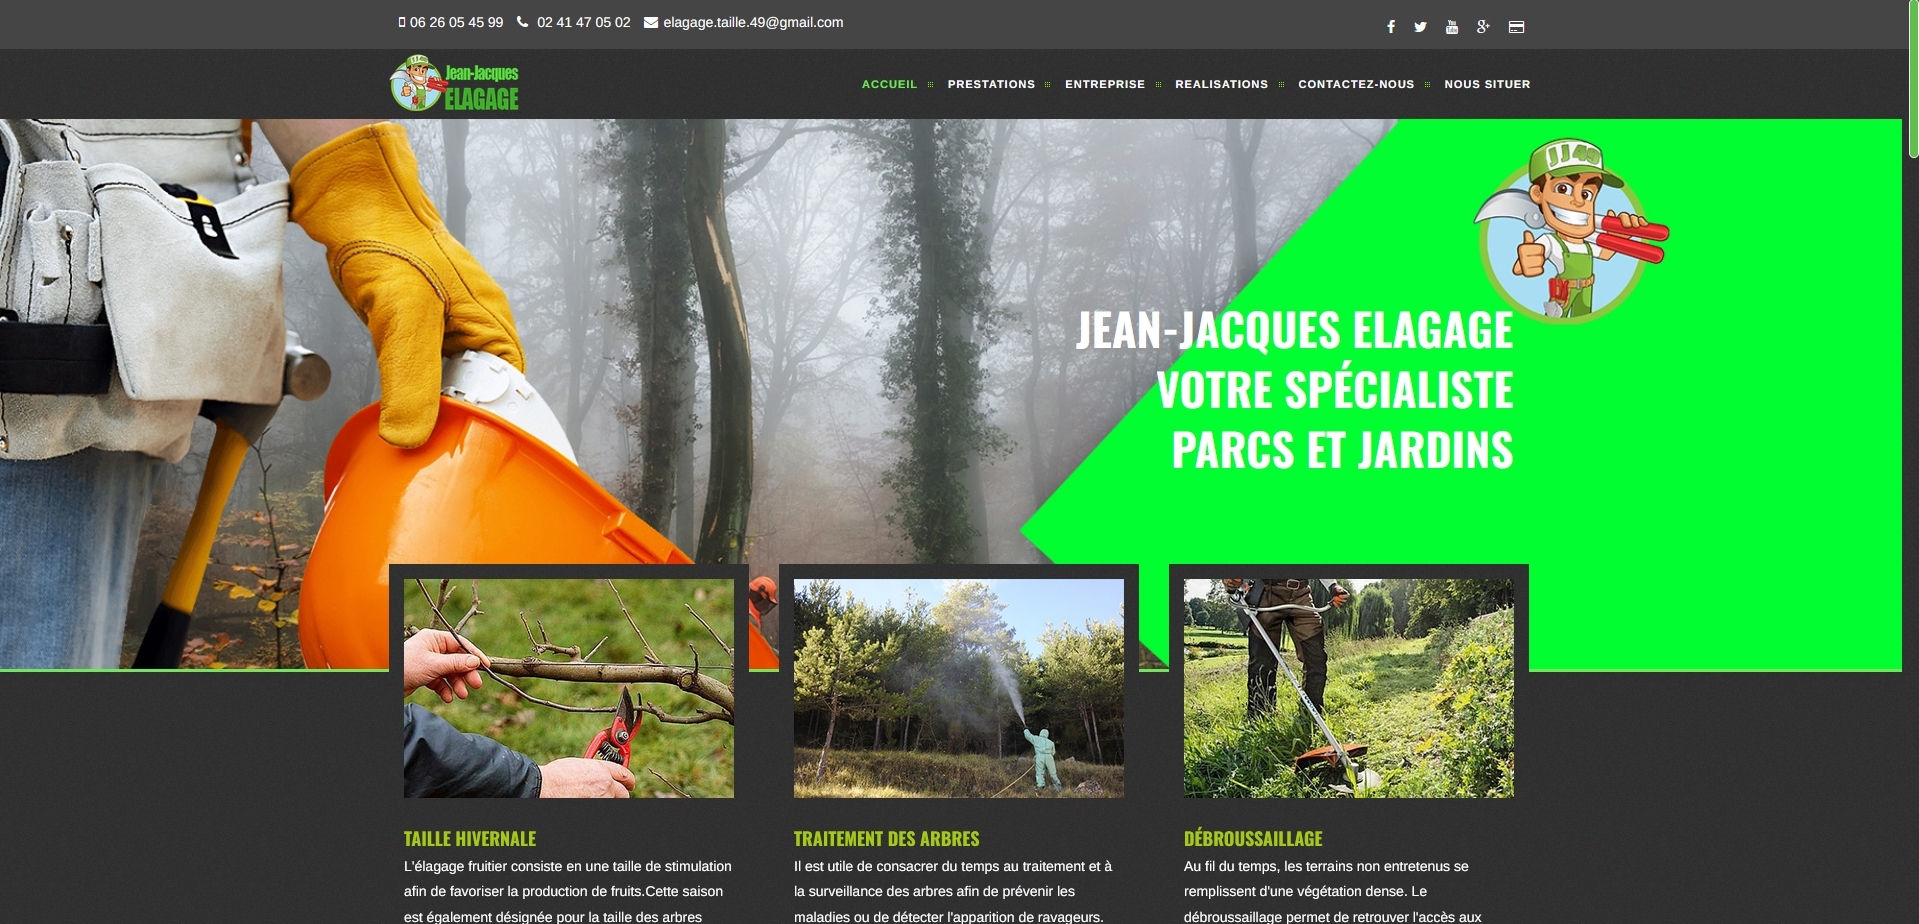 06 26 05 45 99 02 41 47 05 02 elagage.taille.49@gmail.com
Jean-Jacques
ELAGAGE
ACCUEIL PRESTATIONS ENTREPRISE REALISATIONS CONTACTEZ-NOUS NOUS SITUER
JJ49
JEAN-JACQUES ELAGAGE
VOTRE SPÉCIALISTE
PARCS ET JARDINS
TAILLE HIVERNALE
L'élagage fruitier consiste en une taille de stimulation
afin de favoriser la production de fruits.Cette saison
est également désignée pour la taille des arbres
TRAITEMENT DES ARBRES
Il est utile de consacrer du temps au traitement et à
la surveillance des arbres afin de prévenir les
maladies ou de détecter l'apparition de ravageurs.
DÉBROUSSAILLAGE
Au fil du temps, les terrains non entretenus se
remplissent d'une végétation dense. Le
débroussaillage permet de retrouver l'accès aux